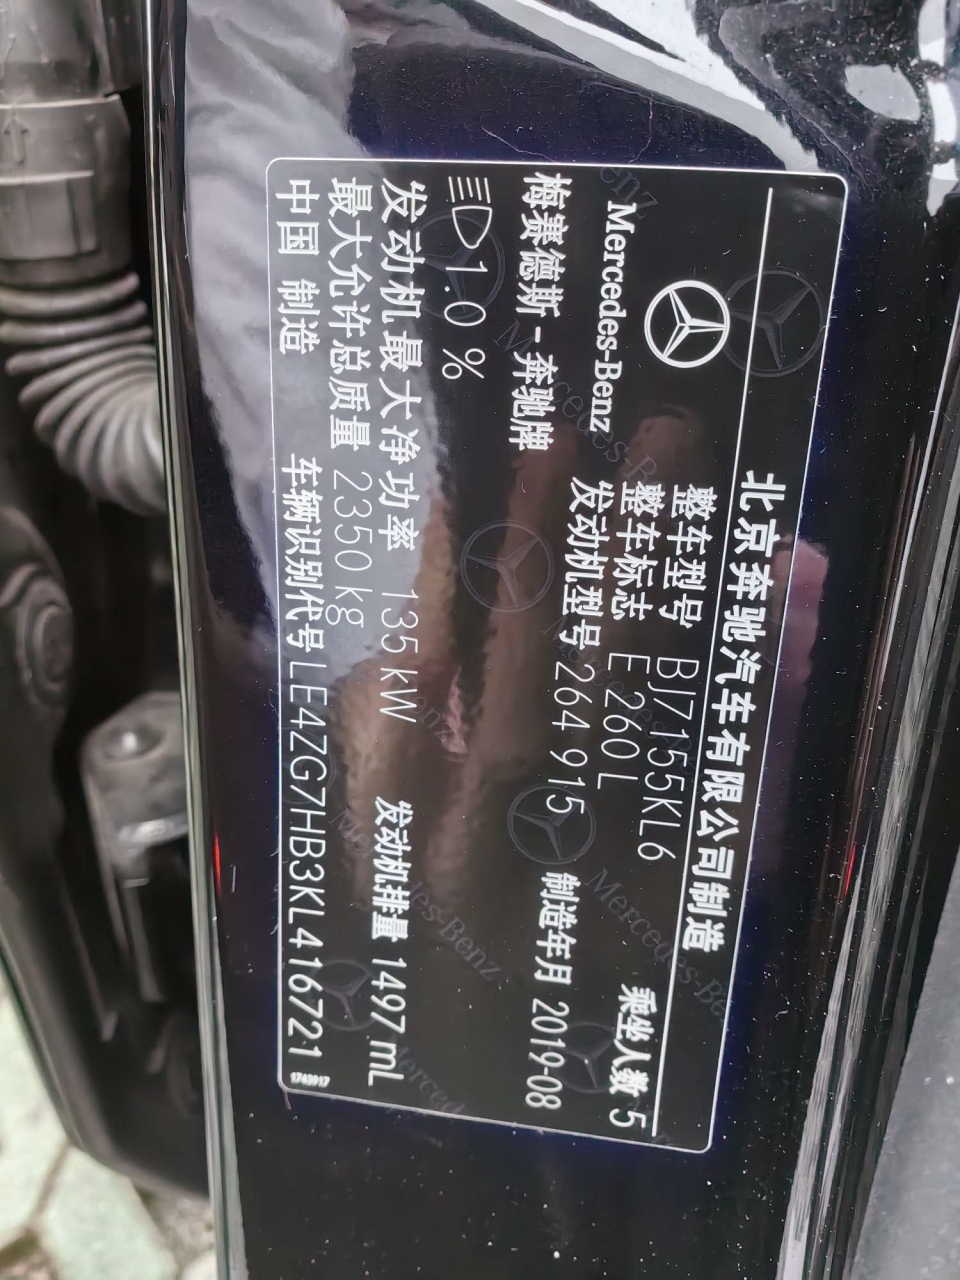 北京奔驰汽车有限公司制造
Mercedes-Benz
整车型号 BJ7155KL6
乘坐人数 5
整车标志 E 260 L
梅赛德斯-奔驰牌
发动机型号 264 915
制造年月 2019-08
1.0 %
发动机最大净功率 135 kW
发动机排量 1497 mL
最大允许总质量 2350 kg
中国 制造
车辆识别代号 LE4ZG7HB3KL416721
1743917